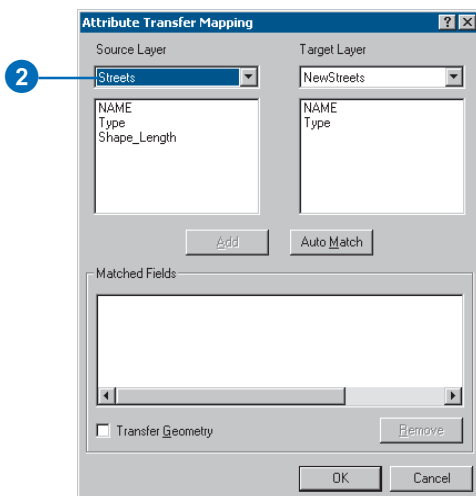 Attribute Transfer Mapping
Source Layer
Target Layer
2
Streets
NewStreets
NAME
Type
Shape_Length
NAME
Type
Add
Auto Match
Matched Fields
Transfer Geometry
Remove
OK
Cancel